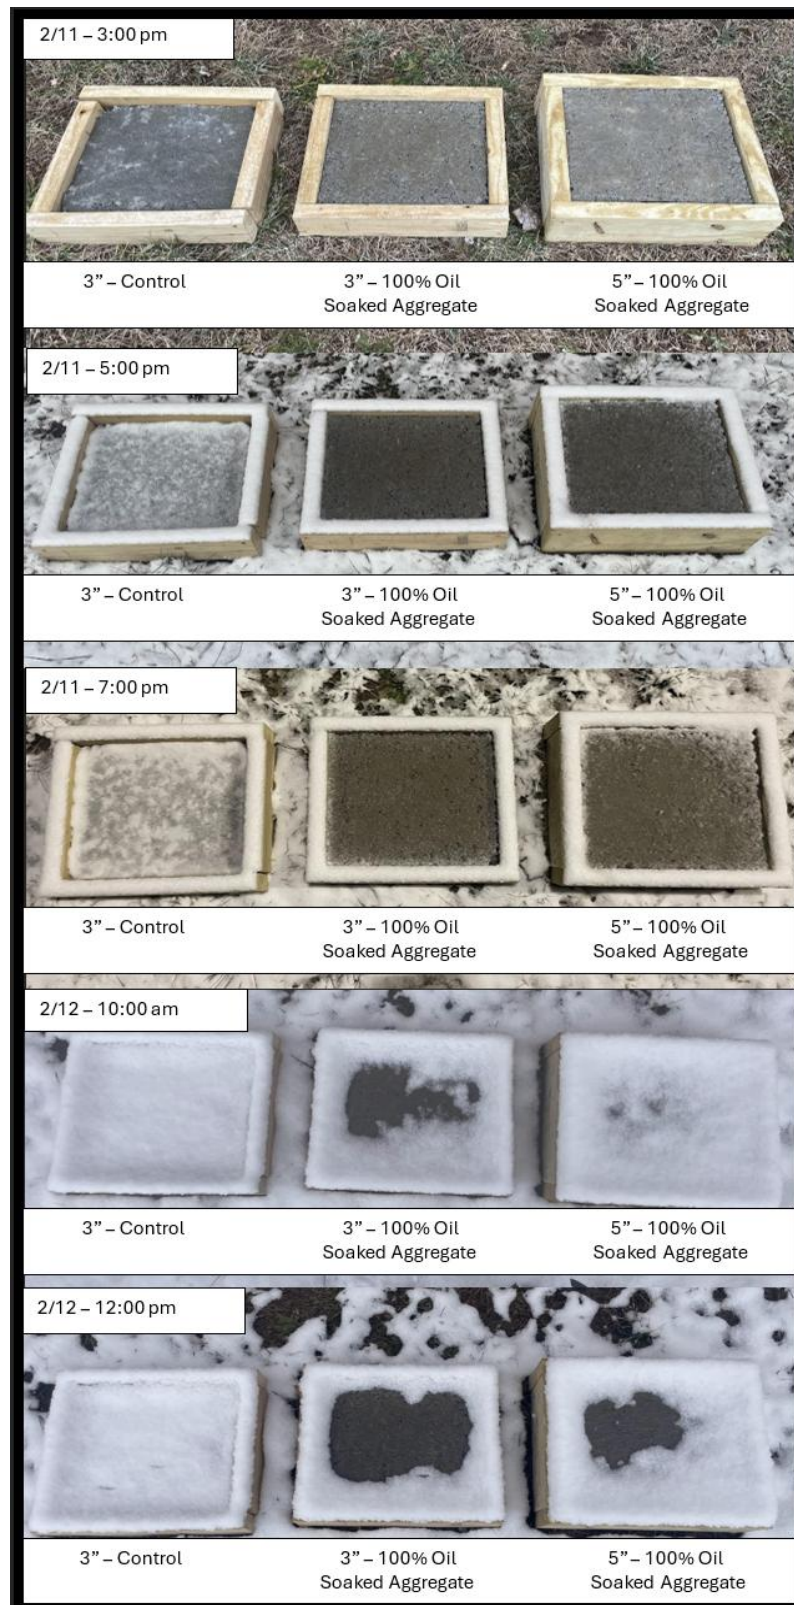 2/11 – 3:00 pm
3” – Control
3” – 100% Oil
Soaked Aggregate
5” – 100% Oil
Soaked Aggregate
2/11 – 5:00 pm
3” – Control
3” – 100% Oil
Soaked Aggregate
5” – 100% Oil
Soaked Aggregate
2/11 – 7:00 pm
3” – Control
3” – 100% Oil
Soaked Aggregate
5” – 100% Oil
Soaked Aggregate
2/12 – 10:00 am
3” – Control
3” – 100% Oil
Soaked Aggregate
5” – 100% Oil
Soaked Aggregate
2/12 – 12:00 pm
3” – Control
3” – 100% Oil
Soaked Aggregate
5” – 100% Oil
Soaked Aggregate